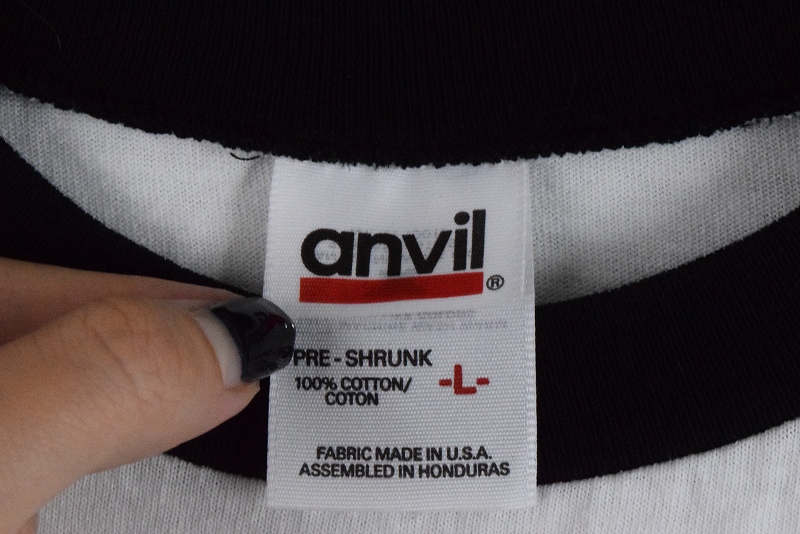 anvil®
PRE-SHRUNK
100% COTTON/
COTON
-L-
FABRIC MADE IN U.S.A.
ASSEMBLED IN HONDURAS